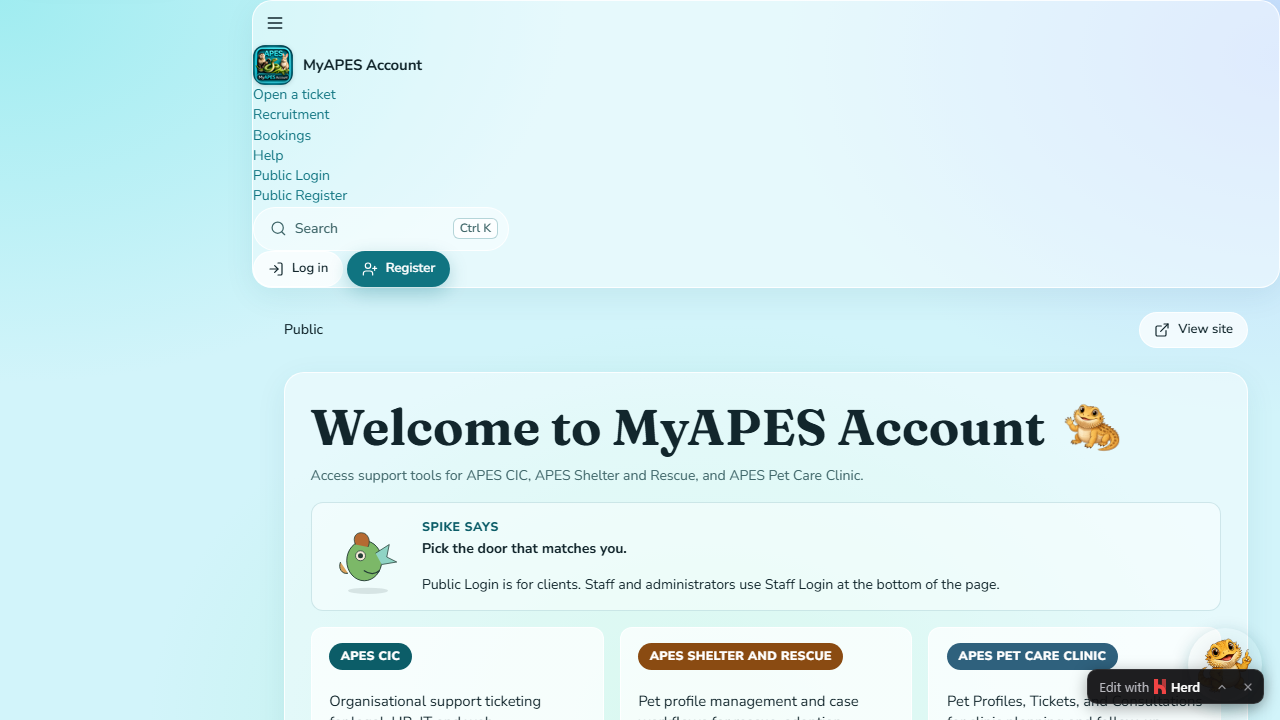 APES
MyAPES Account
MyAPES Account
Open a ticket
Recruitment
Bookings
Help
Public Login
Public Register
Search Ctrl K
Log in Register
Public View site
Welcome to MyAPES Account
Access support tools for APES CIC, APES Shelter and Rescue, and APES Pet Care Clinic.
SPIKE SAYS
Pick the door that matches you.
Public Login is for clients. Staff and administrators use Staff Login at the bottom of the page.
APES CIC
Organisational support ticketing
APES SHELTER AND RESCUE
Pet profile management and case
APES PET CARE CLINIC
Pet Profiles, Tickets, and Consultations
Edit with Herd